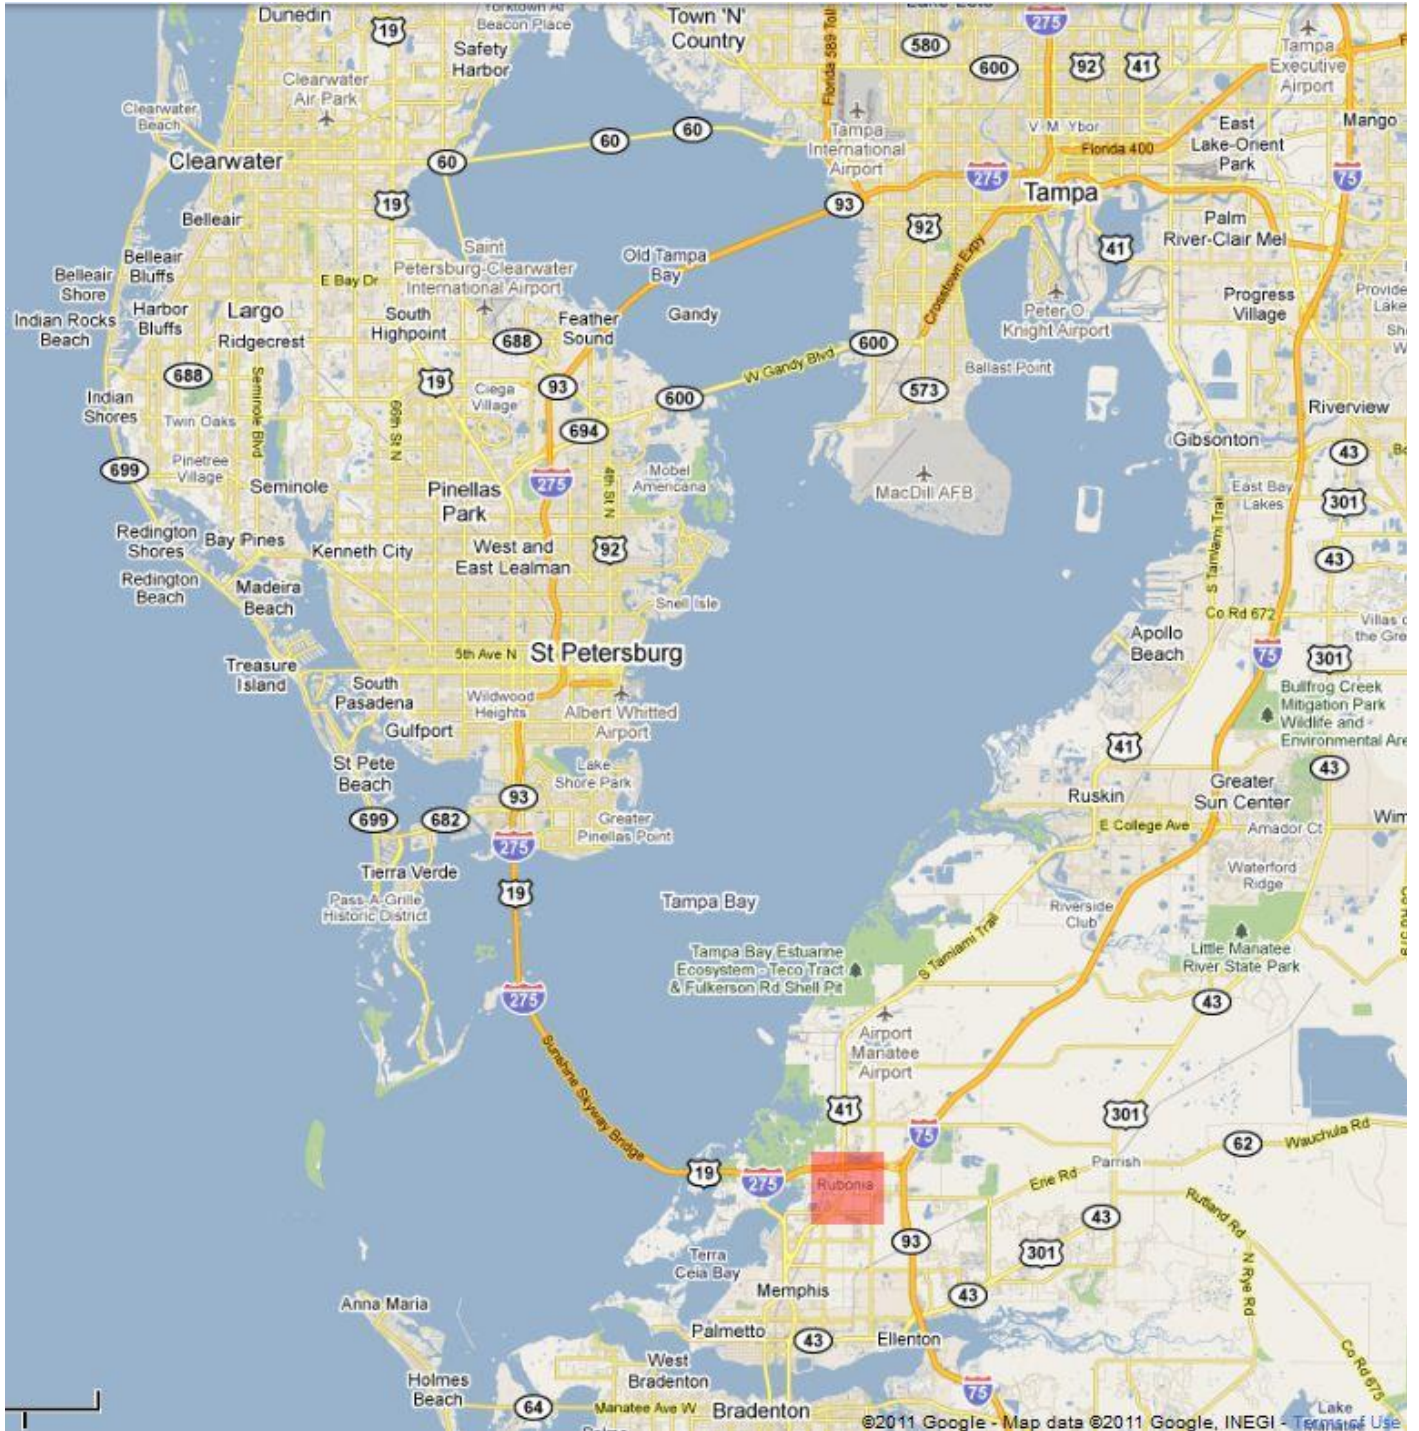 Dunedin
19
Yorktown At
Beacon Place
Town 'N'
Country
Safety
Harbor
Clearwater
Air Park
Florida 589 Toll
580
275
600
92
41
Tampa
Executive
Airport
Clearwater
Beach
60
60
Tampa
International
Airport
V M Ybor
East
Lake-Orient
Park
Mango
Florida 400
Clearwater
60
275
Tampa
75
19
93
92
Belleair
Palm
River-Clair Mel
41
Saint
Petersburg-Clearwater
International Airport
Old Tampa
Bay
Crosstown Expy
Belleair
Bluffs
Belleair
Shore
E Bay Dr
Progress
Village
Harbor
Bluffs
Largo
Indian Rocks
Beach
Ridgecrest
South
Highpoint
Feather
Sound
Gandy
Peter O
Knight Airport
688
600
W Gandy Blvd
Ballast Point
688
19
Ciega
Village
93
600
573
Indian
Shores
Seminole Blvd
66th St N
Twin Oaks
694
Riverview
Gibsonton
43
Pinetree
Village
699
Seminole
Pinellas
Park
275
4th St N
Mobel
Americana
MacDill AFB
East Bay
Lakes
301
Redington
Shores
Bay Pines
Kenneth City
West and
East Lealman
92
S Tamiami Trail
43
Redington
Beach
Madeira
Beach
Snell Isle
Co Rd 672
Apollo
Beach
75
301
5th Ave N
St Petersburg
Treasure
Island
South
Pasadena
Wildwood
Heights
Albert Whitted
Airport
Bullfrog Creek
Mitigation Park
Wildlife and
Environmental Are
Gulfport
41
43
St Pete
Beach
Lake
Shore Park
93
Ruskin
Greater
Sun Center
699
682
275
Greater
Pinellas Point
E College Ave
Amador Ct
Tierra Verde
19
Waterford
Ridge
Pass-A-Grille
Historic District
Tampa Bay
Riverside
Club
S Tamiami Trail
Tampa Bay Estuarine
Ecosystem - Teco Tract
& Fulkerson Rd Shell Pit
Little Manatee
River State Park
275
43
Airport
Manatee
Airport
Sunshine Skyway Bridge
41
75
301
62
Wauchula Rd
19
275
Rubonia
Parrish
Erie Rd
Rutland Rd
43
93
301
Terra
Ceia Bay
N Rye Rd
Memphis
43
Anna Maria
Palmetto
43
Ellenton
West
Bradenton
Co Rd 675
Holmes
Beach
75
64
Manatee Ave W
Bradenton
Lake
Manatee
©2011 Google - Map data ©2011 Google, INEGI - Terms of Use